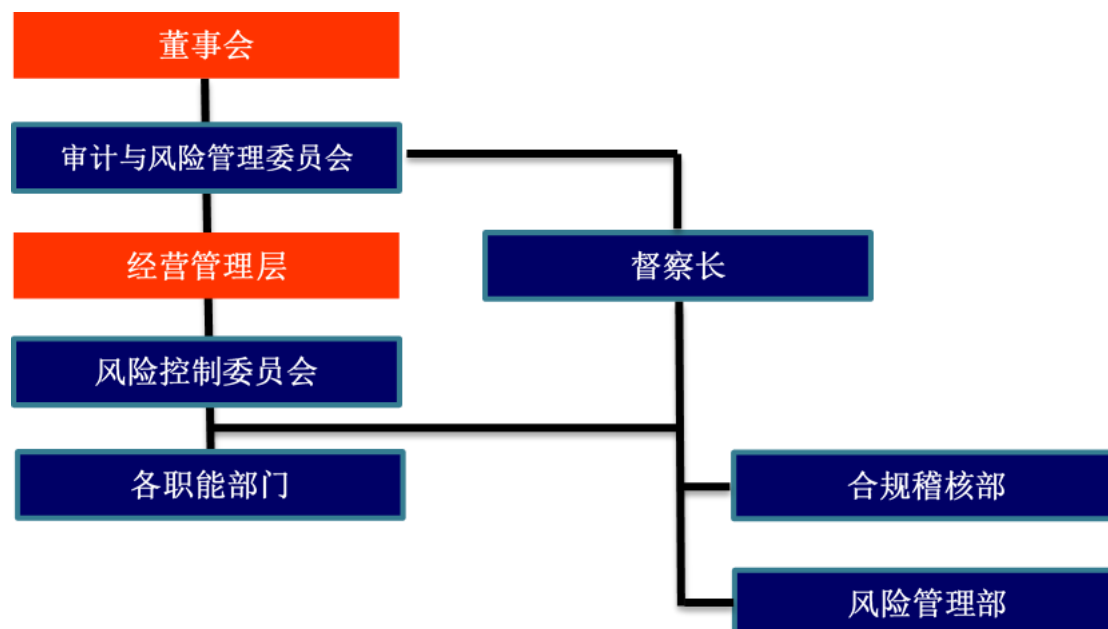 董事会
审计与风险管理委员会
经营管理层
督察长
风险控制委员会
各职能部门
合规稽核部
风险管理部